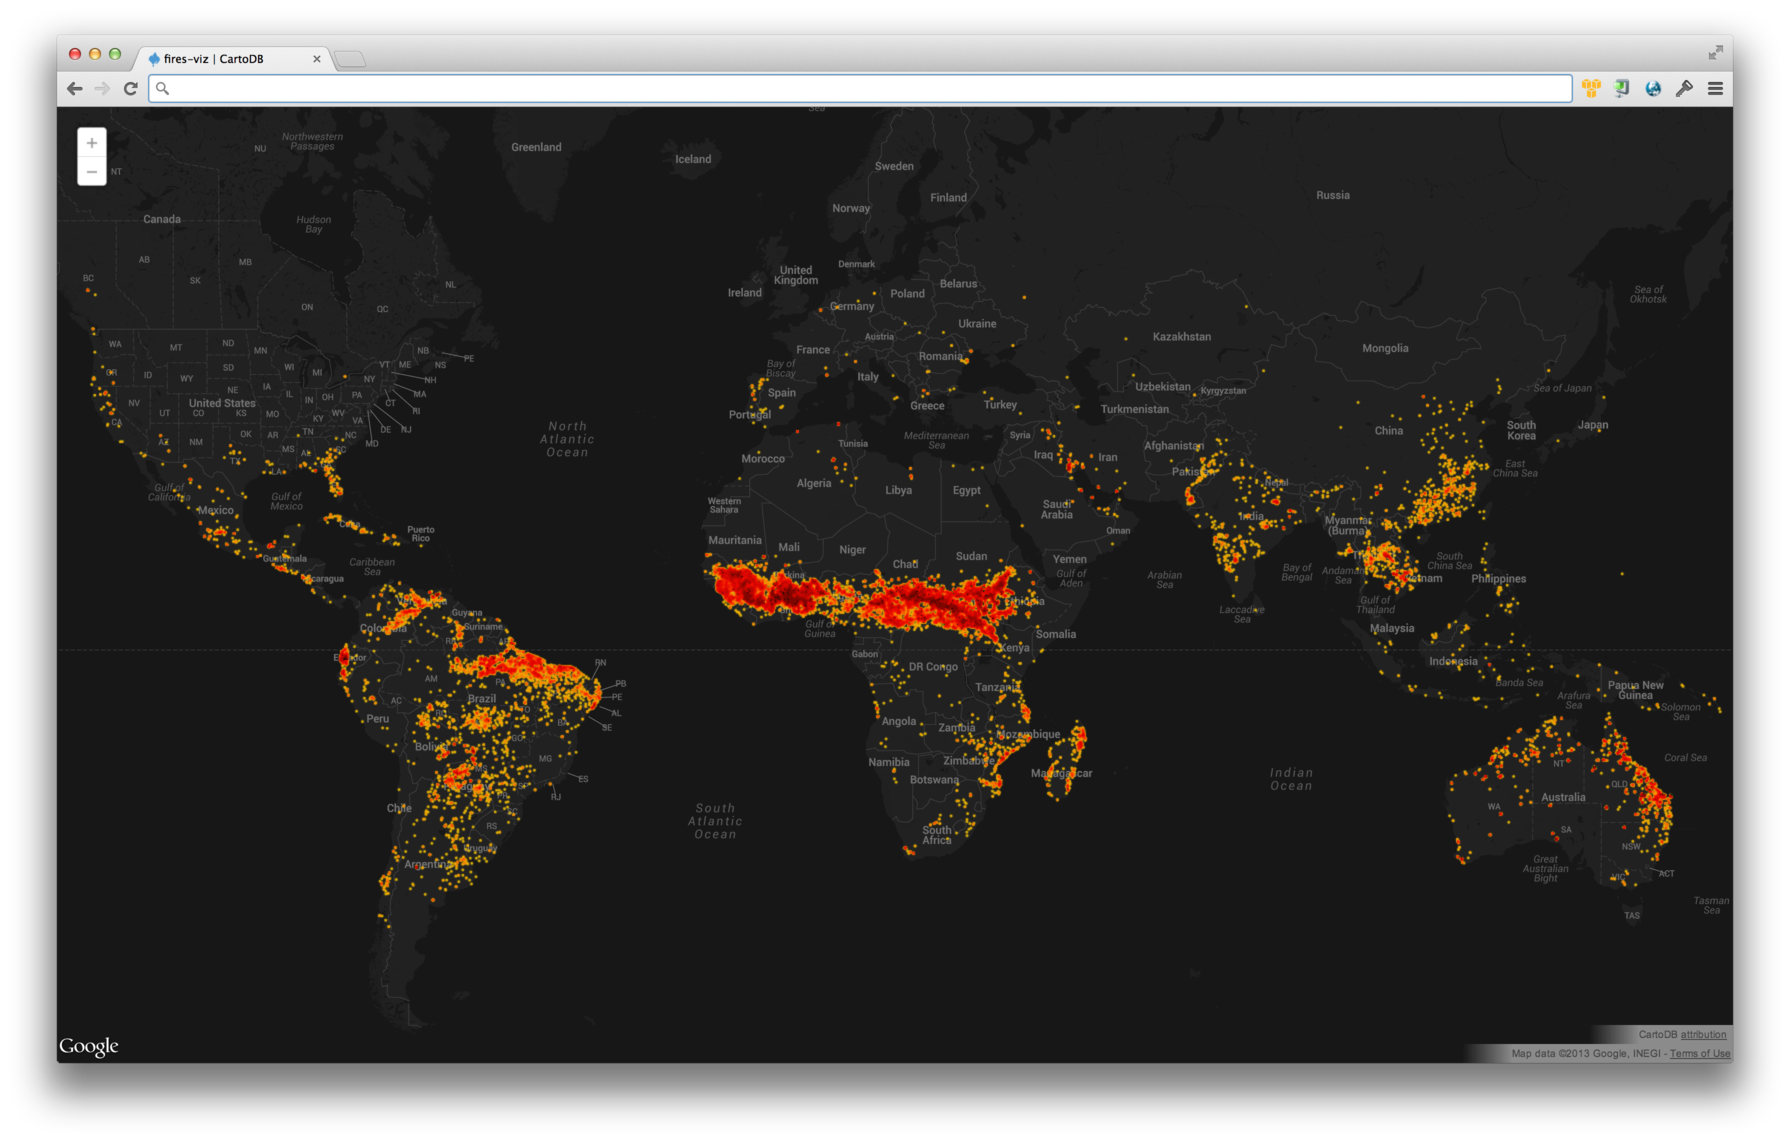 fires-viz | CartoDB
Sea
Northwestern
Passages
NU
Greenland
Iceland
NT
Sweden
Finland
Norway
Russia
Canada
Hudson
Bay
AB
MB
SK
BC
NL
ON
QC
United
Kingdom
Ireland
Denmark
Belarus
Poland
Germany
Sea of
Okhotsk
Ukraine
Austria
France
Romania
Kazakhstan
Mongolia
WA
MT
ND
MN
NB
PE
VT
ME
NS
Bay of
Biscay
Italy
OR
ID
WY
SD
WI
MI
NY
NH
NE
IA
IL
IN
OH
PA
MA
CT
RI
NV
UT
CO
United States
KS
MO
KY
WV
VA
DE
NJ
MD
Spain
Portugal
Greece
Turkey
Uzbekistan
Kyrgyzstan
Turkmenistan
Sea of Japan
CA
AZ
NM
OK
AR
TN
NC
SC
MS
AL
TX
LA
North
Atlantic
Ocean
Tunisia
Mediterranean
Sea
Syria
Iraq
Iran
Afghanistan
China
South
Korea
Japan
East
China Sea
Morocco
Algeria
Libya
Egypt
Pakistan
Nepal
Gulf of
California
Gulf of
Mexico
Mexico
Cuba
Puerto
Rico
Western
Sahara
Saudi
Arabia
Oman
India
Myanmar
(Burma)
Mauritania
Mali
Niger
Chad
Sudan
Yemen
Gulf of
Aden
Guatemala
Caribbean
Sea
Nicaragua
Arabian
Sea
Bay of
Bengal
Andaman
Sea
South
China Sea
Vietnam
Philippines
Gulf of
Thailand
Laccadive
Sea
Guyana
Suriname
Colombia
Ethiopia
Gulf of
Guinea
Somalia
Malaysia
Ecuador
Gabon
Kenya
DR Congo
Indonesia
RN
AM
PA
PB
PE
AL
SE
AC
Brazil
TO
BA
Peru
Tanzania
Banda Sea
Arafura
Sea
Papua New
Guinea
Solomon
Sea
Angola
Zambia
Mozambique
Bolivia
GO
MG
ES
RJ
Namibia
Zimbabwe
Botswana
Madagascar
Indian
Ocean
Coral Sea
NT
QLD
Australia
WA
SA
NSW
Paraguay
Chile
SC
RS
Uruguay
Argentina
South
Atlantic
Ocean
South
Africa
Great
Australian
Bight
VIC
ACT
TAS
Tasman
Sea
Google
CartoDB attribution
Map data ©2013 Google, INEGI - Terms of Use